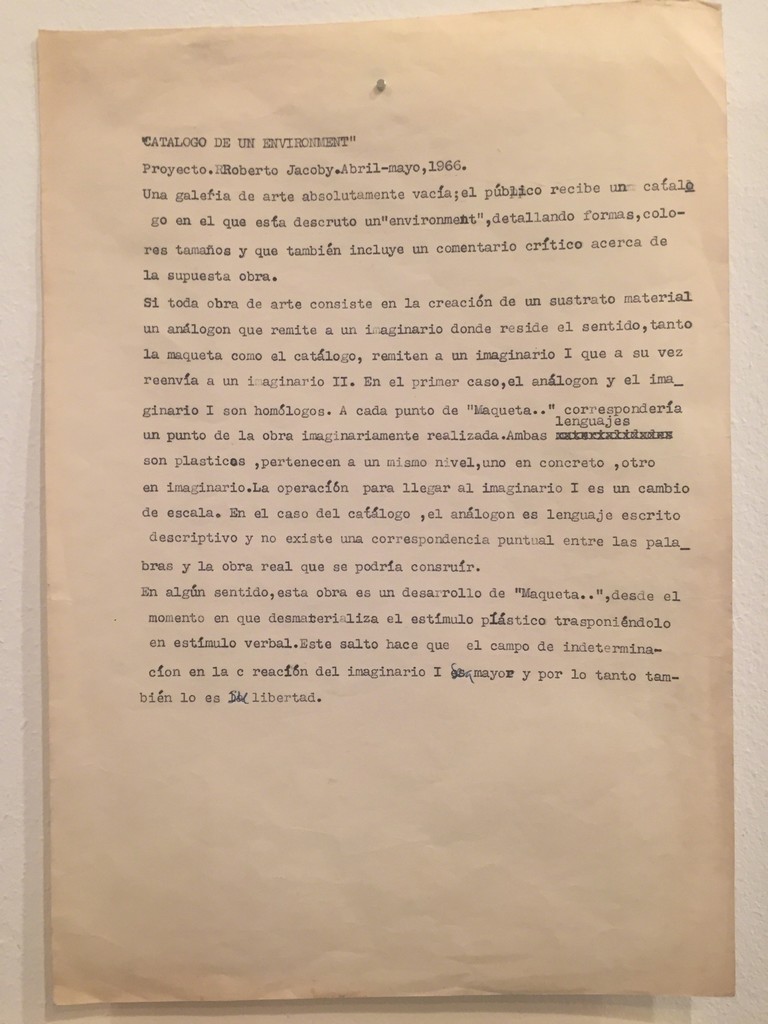 "CATALOGO DE UN ENVIRONMENT"
Proyecto.RRoberto Jacoby.Abril-mayo,1966.
Una galería de arte absolutamente vacía;el público recibe un catálo
go en el que esta descruto un"environment",detallando formas,colo-
res tamaños y que también incluye un comentario crítico acerca de
la supuesta obra.
Si toda obra de arte consiste en la creación de un sustrato material
un análogon que remite a un imaginario donde reside el sentido,tanto
la maqueta como el catálogo, remiten a un imaginario I que a su vez
reenvía a un imaginario II. En el primer caso,el análogon y el ima_
ginario I son homólogos. A cada punto de "Maqueta.." correspondería
lenguajes
un punto de la obra imaginariamente realizada.Ambas
son plasticos ,pertenecen a un mismo nivel,uno en concreto ,otro
en imaginario.La operación para llegar al imaginario I es un cambio
de escala. En el caso del catálogo ,el análogon es lenguaje escrito
descriptivo y no existe una correspondencia puntual entre las pala_
bras y la obra real que se podría consruír.
En algún sentido,esta obra es un desarrollo de "Maqueta..",desde el
momento en que desmaterializa el estímulo plástico trasponiéndolo
en estímulo verbal.Este salto hace que el campo de indetermina-
cíon en la c reación del imaginario I mayor y por lo tanto tam-
bién lo es la libertad.